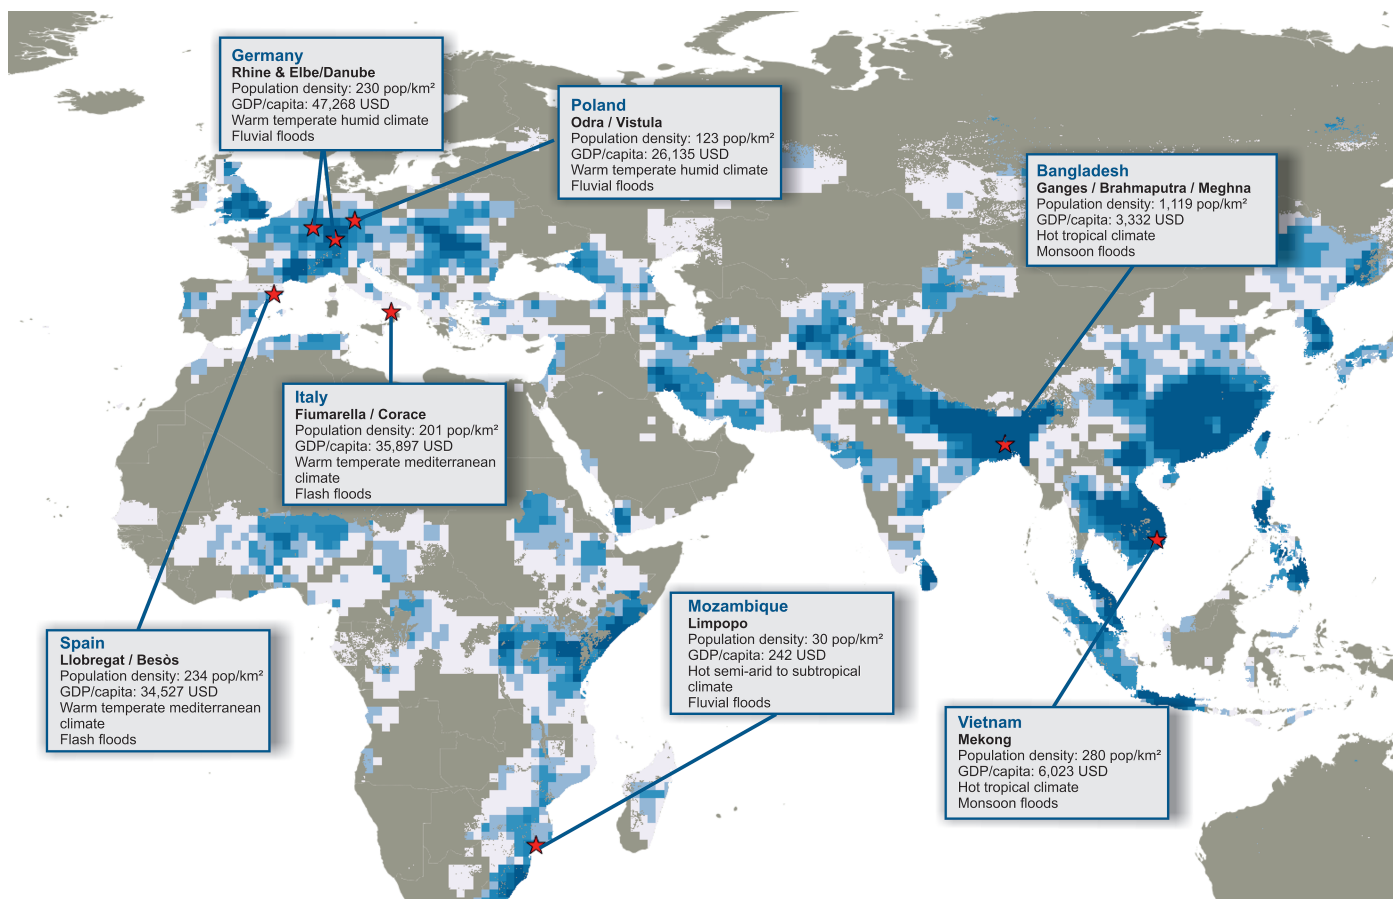 Germany
Rhine & Elbe/Danube
Population density: 230 pop/km²
GDP/capita: 47,268 USD
Warm temperate humid climate
Fluvial floods
Poland
Odra / Vistula
Population density: 123 pop/km²
GDP/capita: 26,135 USD
Warm temperate humid climate
Fluvial floods
Bangladesh
Ganges / Brahmaputra / Meghna
Population density: 1,119 pop/km²
GDP/capita: 3,332 USD
Hot tropical climate
Monsoon floods
Italy
Fiumarella / Corace
Population density: 201 pop/km²
GDP/capita: 35,897 USD
Warm temperate mediterranean
climate
Flash floods
Spain
Llobregat / Besòs
Population density: 234 pop/km²
GDP/capita: 34,527 USD
Warm temperate mediterranean
climate
Flash floods
Mozambique
Limpopo
Population density: 30 pop/km²
GDP/capita: 242 USD
Hot semi-arid to subtropical
climate
Fluvial floods
Vietnam
Mekong
Population density: 280 pop/km²
GDP/capita: 6,023 USD
Hot tropical climate
Monsoon floods